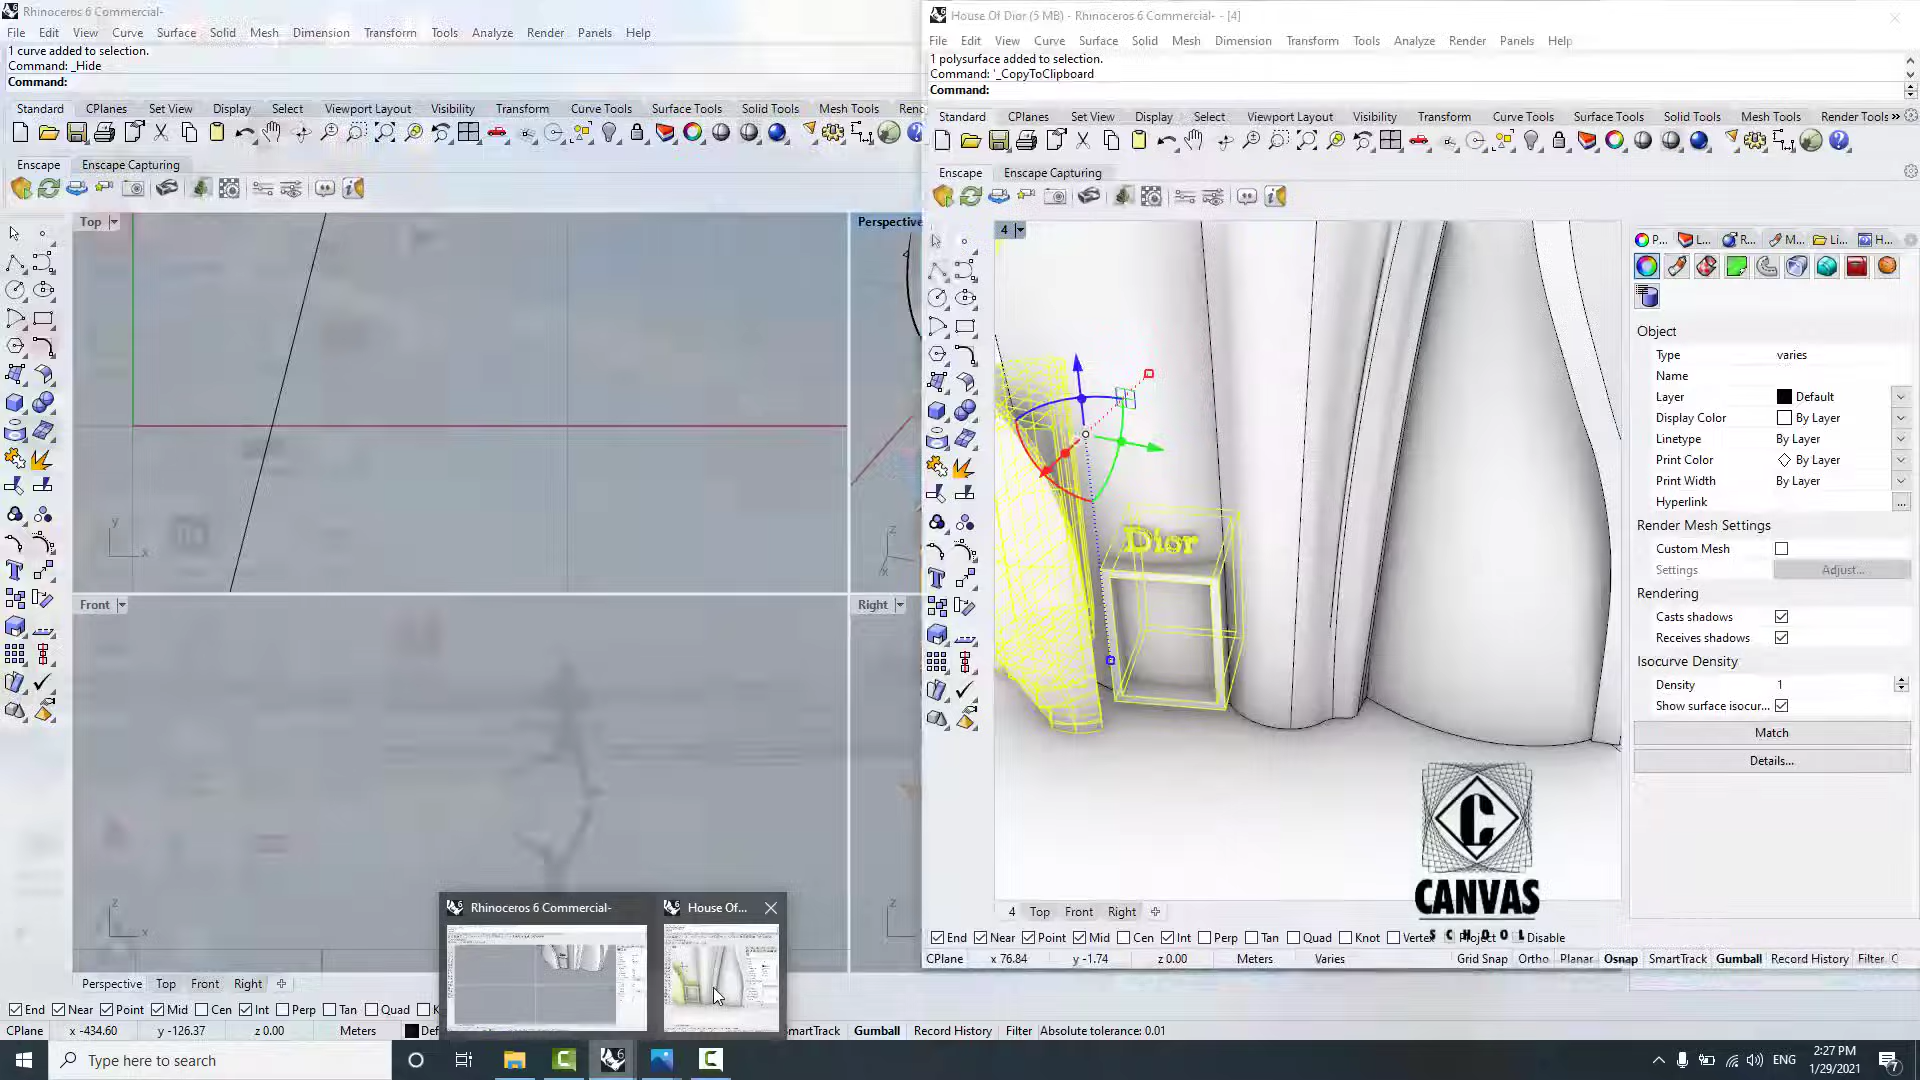 Rhinoceros 6 Commercial-
File Edit View Curve Surface Solid Mesh Dimension Transform Tools Analyze Render Panels Help
1 curve added to selection.
Command: _Hide
Command:
Standard CPlanes Set View Display Select Viewport Layout Visibility Transform Curve Tools Surface Tools Solid Tools Mesh Tools
Enscape Enscape Capturing
Top
Perspective
Front
Right
Perspective Top Front Right
End Near Point Mid Cen Int Perp Tan Quad
CPlane x -434.60 y -126.37 z 0.00 Meters SmartTrack Gumball Record History Filter Absolute tolerance: 0.01
House Of Dior (5 MB) - Rhinoceros 6 Commercial- - [4]
File Edit View Curve Surface Solid Mesh Dimension Transform Tools Analyze Render Panels Help
1 polysurface added to selection.
Command: '_CopyToClipboard
Command:
Standard CPlanes Set View Display Select Viewport Layout Visibility Transform Curve Tools Surface Tools Solid Tools Mesh Tools Render Tools
Enscape Enscape Capturing
4
P... L... R... M... Li... H...
Dior
Object
Type varies
Name
Layer Default
Display Color By Layer
Linetype By Layer
Print Color By Layer
Print Width By Layer
Hyperlink ...
Render Mesh Settings
Custom Mesh
Settings Adjust...
Rendering
Casts shadows
Receives shadows
Isocurve Density
Density 1
Show surface isocur...
Match
Details...
CANVAS
SCHOOL
4 Top Front Right
End Near Point Mid Cen Int Perp Tan Quad Knot Vertex Project Disable
CPlane x 76.84 y -1.74 z 0.00 Meters Varies Grid Snap Ortho Planar Osnap SmartTrack Gumball Record History Filter
Rhinoceros 6 Commercial-
House Of...
Type here to search
ENG
2:27 PM
1/29/2021
7